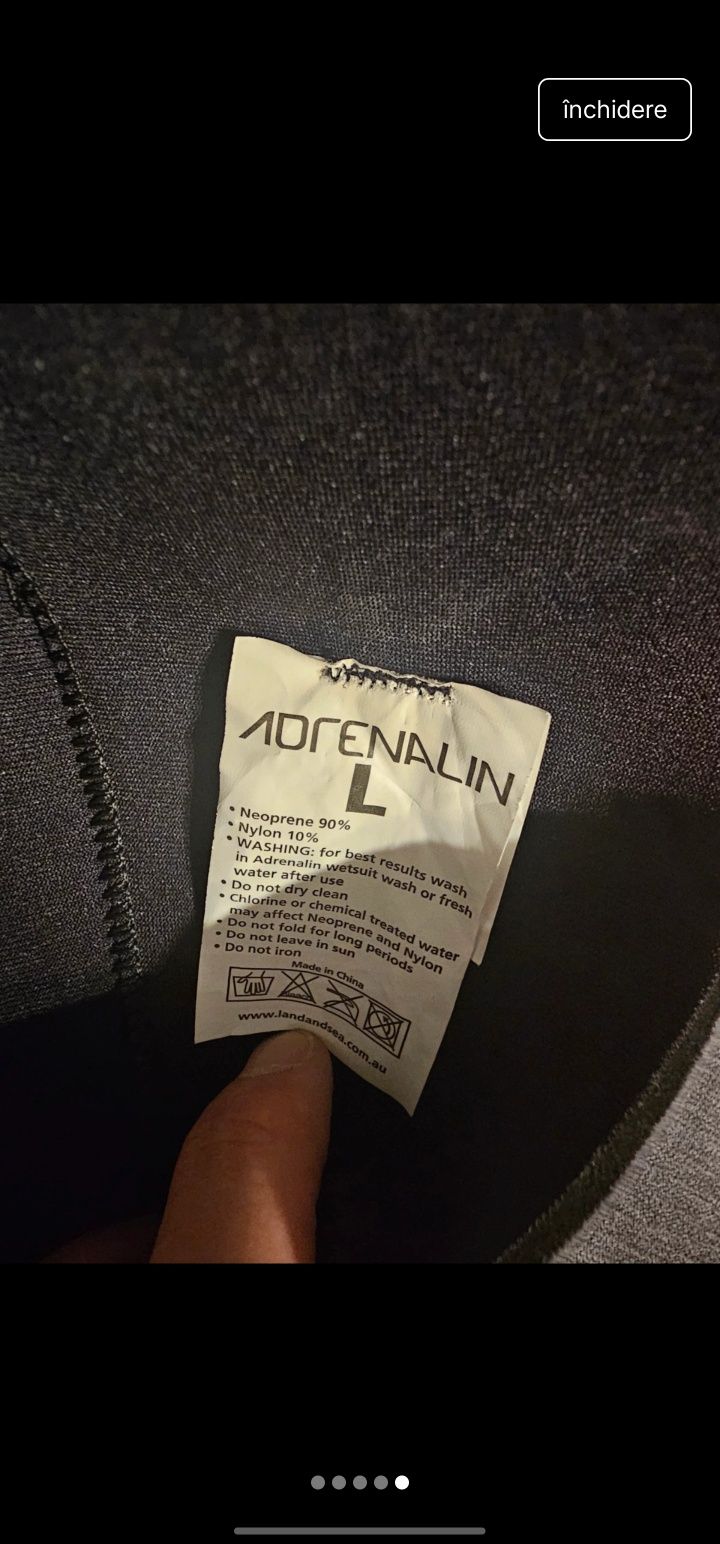 închidere
ADRENALIN
L
• Neoprene 90%
• Nylon 10%
• WASHING: for best results wash
in Adrenalin wetsuit wash or fresh
water after use
• Do not dry clean
• Chlorine or chemical treated water
may affect Neoprene and Nylon
• Do not fold for long periods
• Do not leave in sun
• Do not iron
Made in China
www.landandsea.com.au